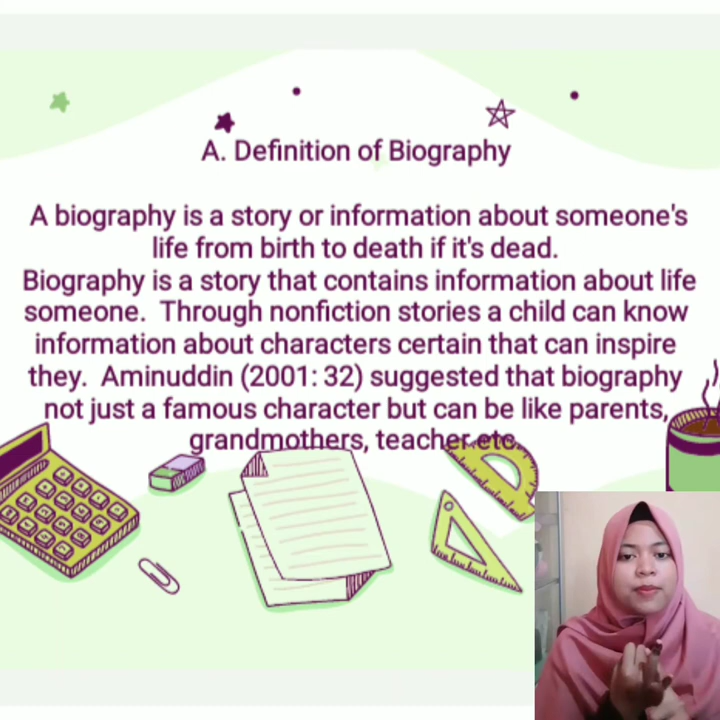 A. Definition of Biography
A biography is a story or information about someone's
life from birth to death if it's dead.
Biography is a story that contains information about life
someone. Through nonfiction stories a child can know
information about characters certain that can inspire
they. Aminuddin (2001: 32) suggested that biography
not just a famous character but can be like parents,
grandmothers, teacher etc.